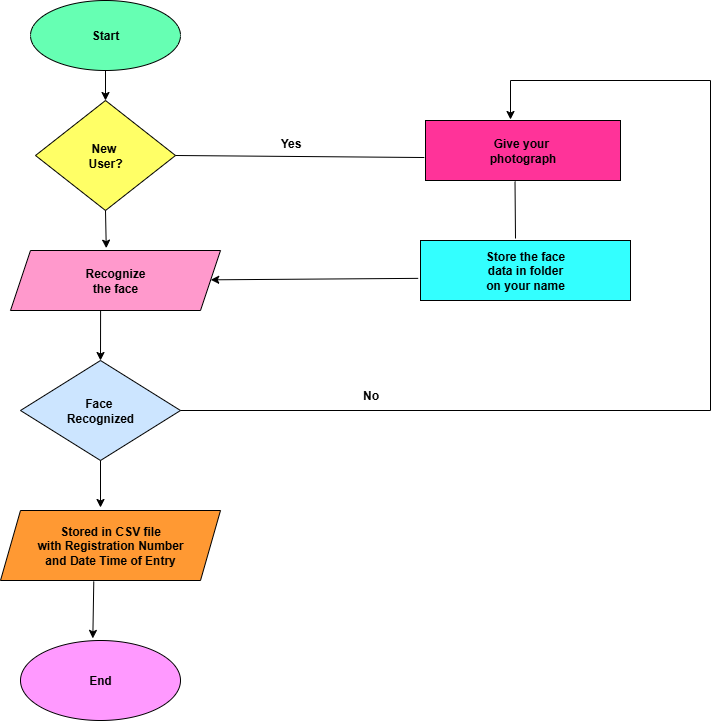 Start
New
User?
Yes
Give your
photograph
Recognize
the face
Store the face
data in folder
on your name
No
Face
Recognized
Stored in CSV file
with Registration Number
and Date Time of Entry
End